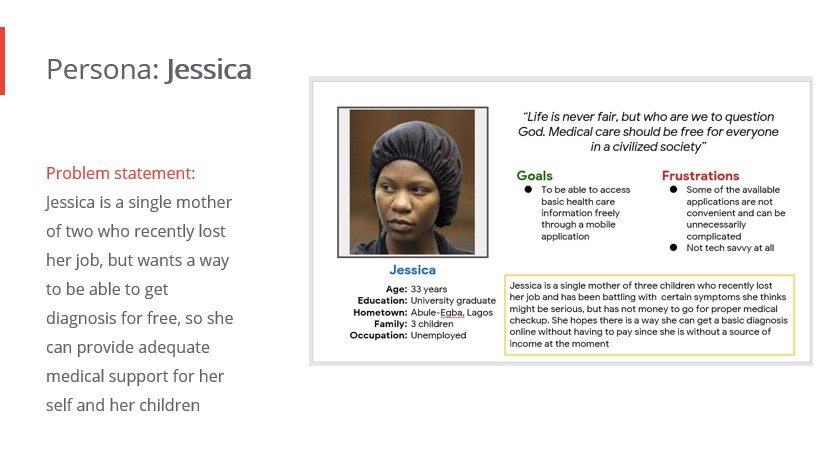 Persona: Jessica
Problem statement:
Jessica is a single mother
of two who recently lost
her job, but wants a way
to be able to get
diagnosis for free, so she
can provide adequate
medical support for her
self and her children
“Life is never fair, but who are we to question
God. Medical care should be free for everyone
in a civilized society”
Goals
● To be able to access
basic health care
information freely
through a mobile
application
Frustrations
● Some of the available
applications are not
convenient and can be
unnecessarily
complicated
● Not tech savvy at all
Jessica
Age: 33 years
Education: University graduate
Hometown: Abule-Egba, Lagos
Family: 3 children
Occupation: Unemployed
Jessica is a single mother of three children who recently lost
her job and has been battling with certain symptoms she thinks
might be serious, but has not money to go for proper medical
checkup. She hopes there is a way she can get a basic diagnosis
online without having to pay since she is without a source of
income at the moment